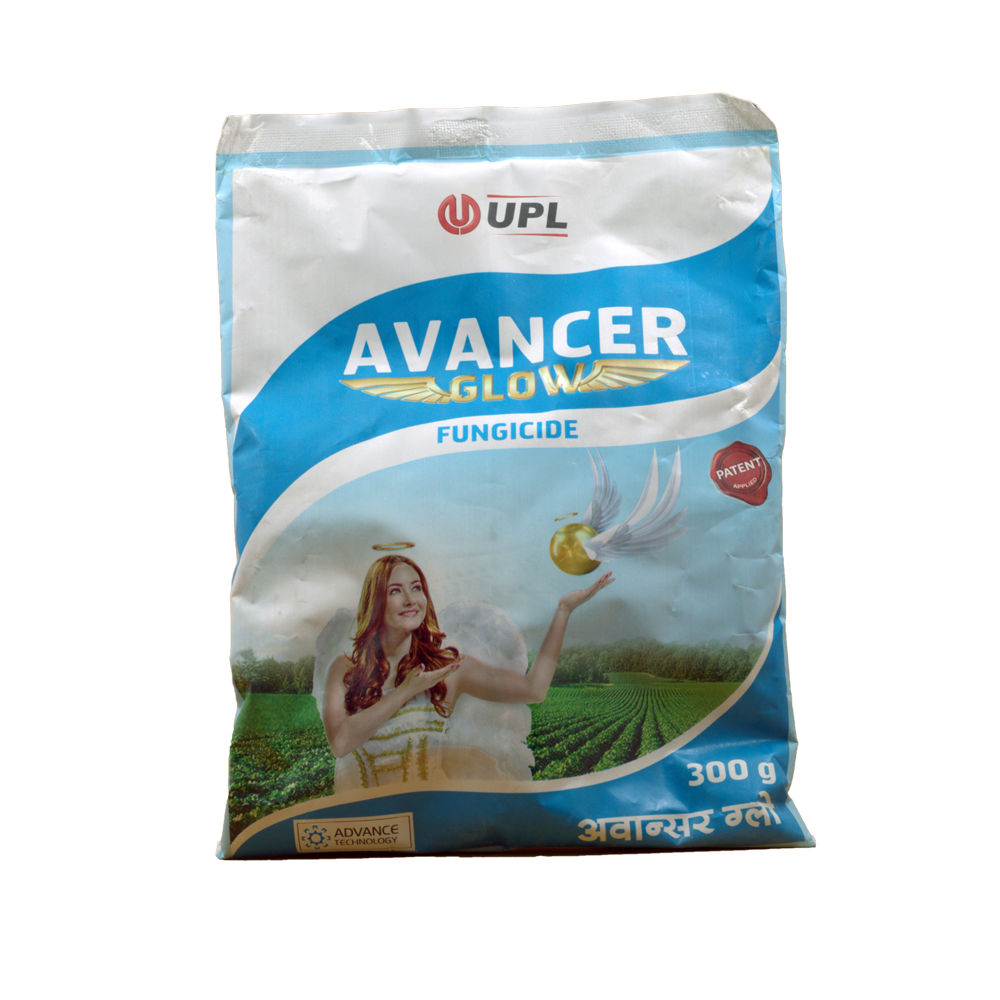 UPL
AVANCER
GLOW
FUNGICIDE
PATENT
APPLIED
300 g
अवान्सर ग्लो
ADVANCE
TECHNOLOGY